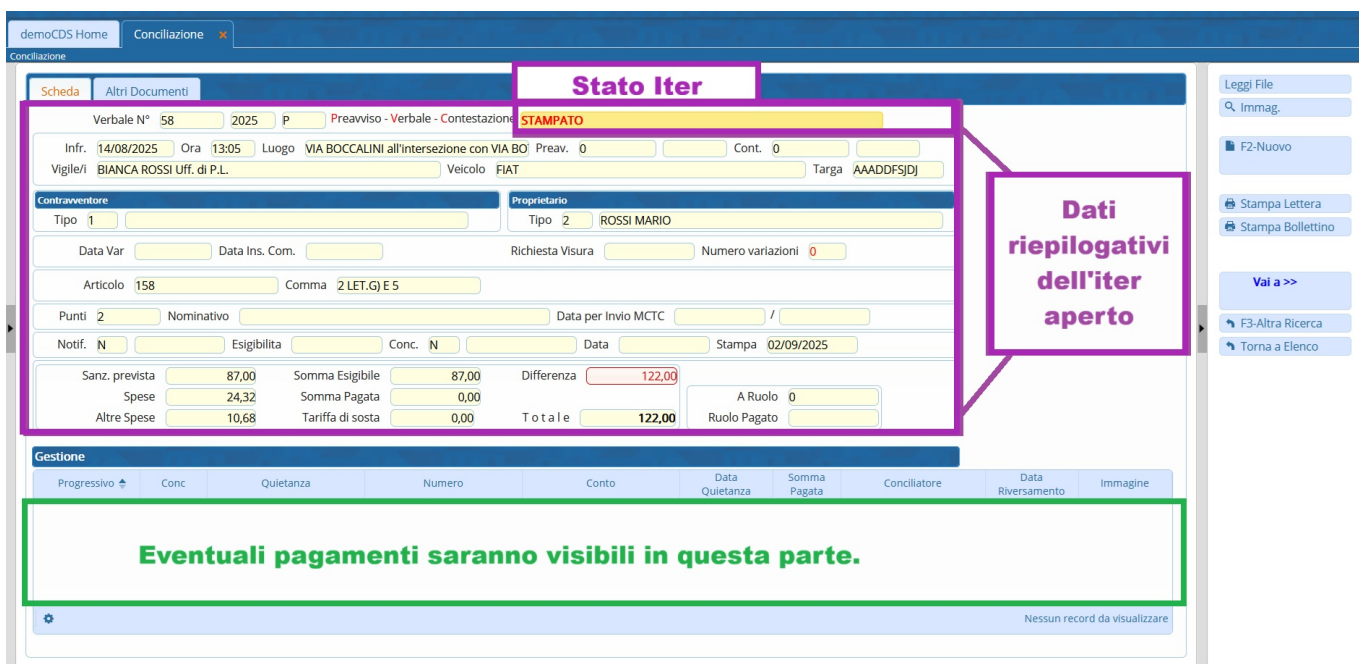 demoCDS Home Conciliazione
Conciliazione
Scheda Altri Documenti
Stato Iter
Verbale N° 58 2025 P Preavviso - Verbale - Contestazione STAMPATO
Infr. 14/08/2025 Ora 13:05 Luogo VIA BOCCALINI all'intersezione con VIA BO Preav. 0 Cont. 0
Vigile/i BIANCA ROSSI Uff. di P.L. Veicolo FIAT Targa AAADDFSJDJ
Contravventore Proprietario
Tipo 1 Tipo 2 ROSSI MARIO
Data Var Data Ins. Com. Richiesta Visura Numero variazioni 0
Articolo 158 Comma 2 LET.G) E 5
Punti 2 Nominativo Data per Invio MCTC /
Notif. N Esigibilita Conc. N Data Stampa 02/09/2025
Sanz. prevista 87,00 Somma Esigibile 87,00 Differenza 122,00
Spese 24,32 Somma Pagata 0,00 A Ruolo 0
Altre Spese 10,68 Tariffa di sosta 0,00 T o t a l e 122,00 Ruolo Pagato
Dati
riepilogativi
dell'iter
aperto
Gestione
Progressivo Conc Quietanza Numero Conto Data Quietanza Somma Pagata Conciliatore Data Riversamento Immagine
Eventuali pagamenti saranno visibili in questa parte.
Nessun record da visualizzare
Leggi File
Immag.
F2-Nuovo
Stampa Lettera
Stampa Bollettino
Vai a >>
F3-Altra Ricerca
Torna a Elenco